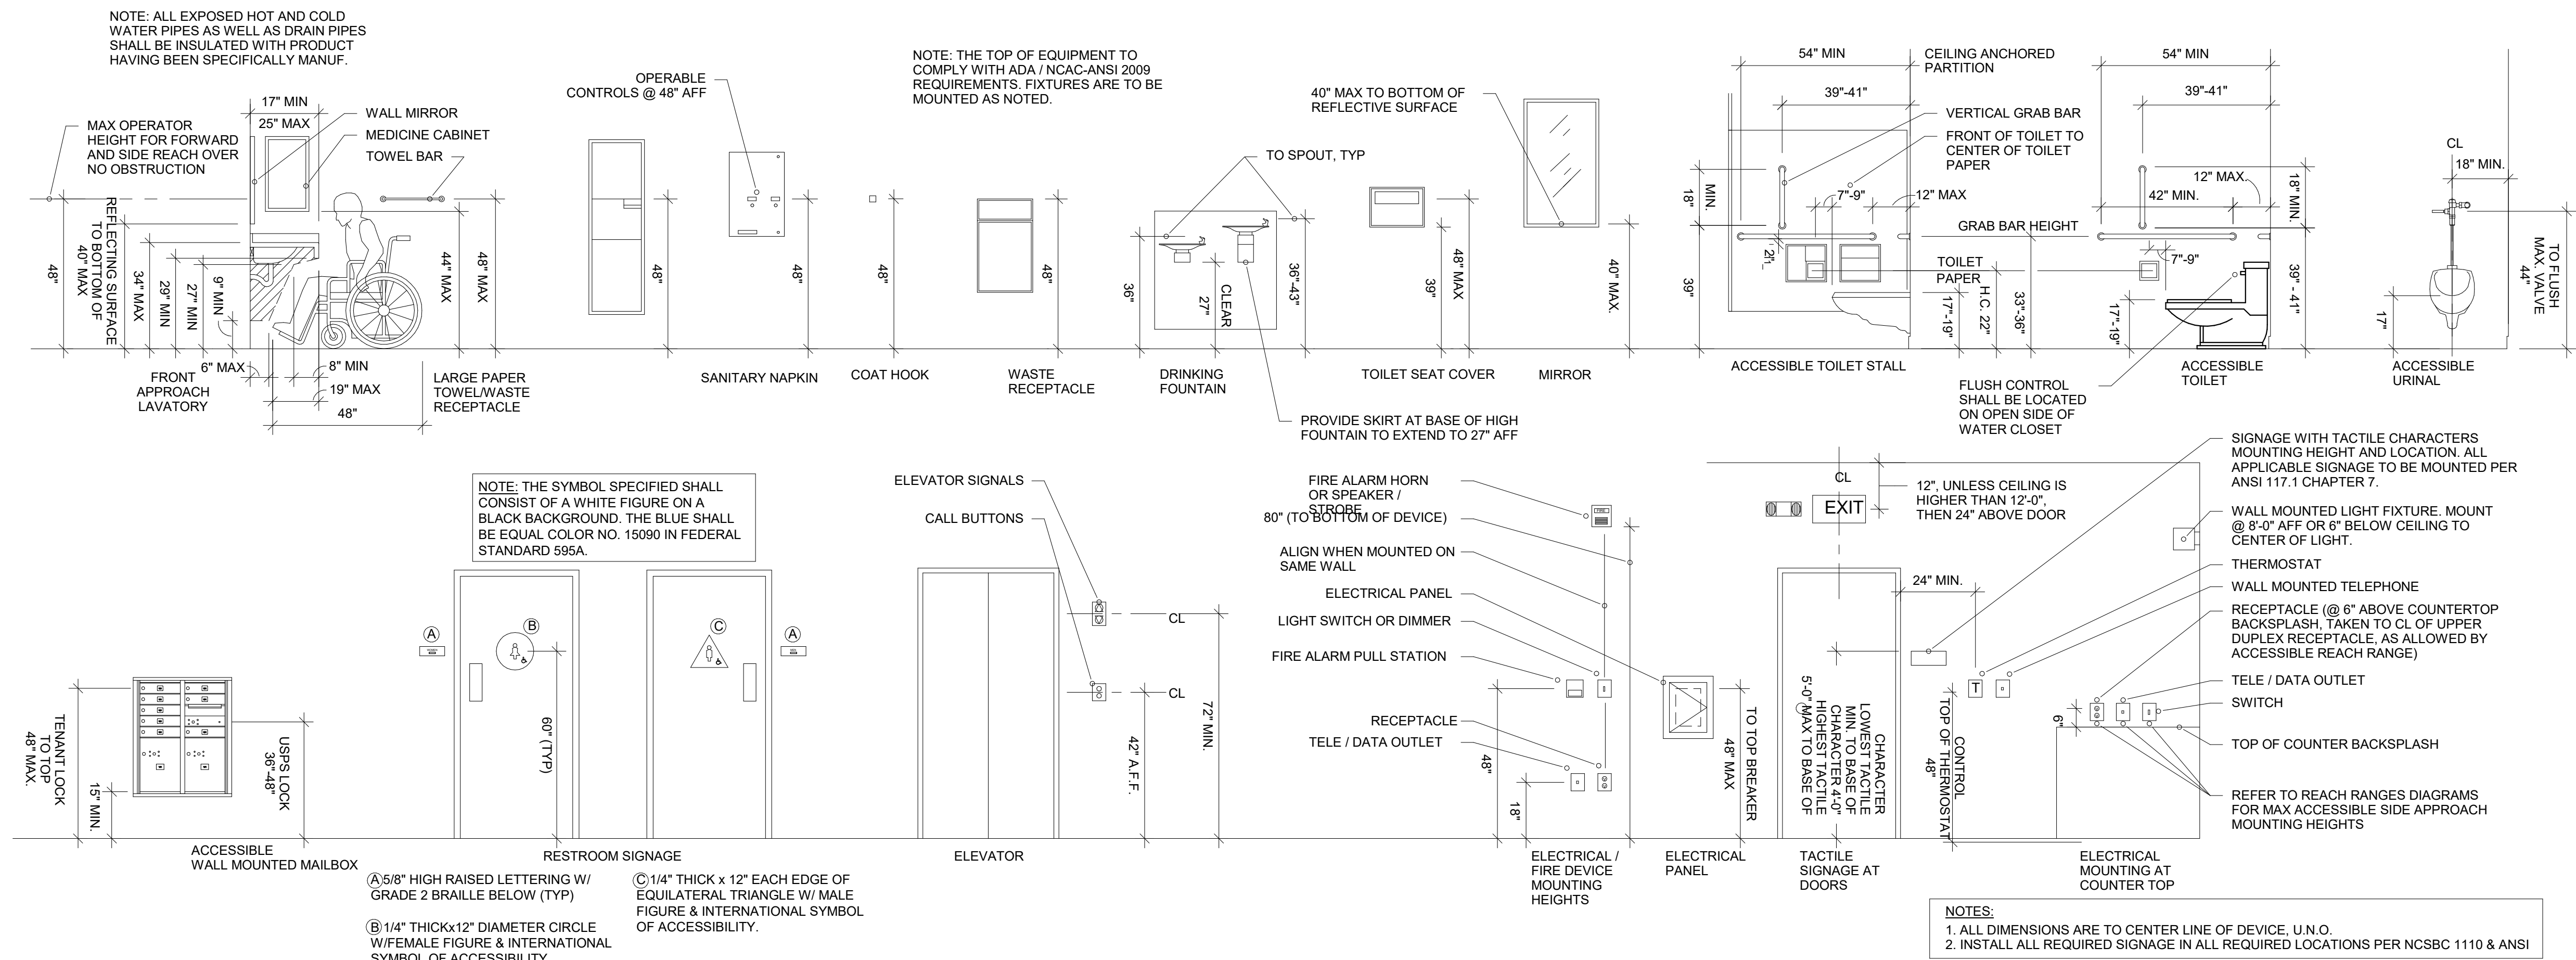 NOTE: ALL EXPOSED HOT AND COLD
WATER PIPES AS WELL AS DRAIN PIPES
SHALL BE INSULATED WITH PRODUCT
HAVING BEEN SPECIFICALLY MANUF.
MAX OPERATOR
HEIGHT FOR FORWARD
AND SIDE REACH OVER
NO OBSTRUCTION
17" MIN
25" MAX
WALL MIRROR
MEDICINE CABINET
TOWEL BAR
48"
REFLECTING SURFACE
TO BOTTOM OF
40" MAX
34" MAX
29" MIN
27" MIN
9" MIN
44" MAX
48" MAX
6" MAX
8" MIN
19" MAX
48"
FRONT
APPROACH
LAVATORY
LARGE PAPER
TOWEL/WASTE
RECEPTACLE
OPERABLE
CONTROLS @ 48" AFF
48"
48"
SANITARY NAPKIN
48"
COAT HOOK
NOTE: THE TOP OF EQUIPMENT TO
COMPLY WITH ADA / NCAC-ANSI 2009
REQUIREMENTS. FIXTURES ARE TO BE
MOUNTED AS NOTED.
48"
WASTE
RECEPTACLE
TO SPOUT, TYP
36"
27"
CLEAR
36"-43"
DRINKING
FOUNTAIN
PROVIDE SKIRT AT BASE OF HIGH
FOUNTAIN TO EXTEND TO 27" AFF
39"
48" MAX
TOILET SEAT COVER
40" MAX TO BOTTOM OF
REFLECTIVE SURFACE
40" MAX.
MIRROR
54" MIN
39"-41"
CEILING ANCHORED
PARTITION
VERTICAL GRAB BAR
FRONT OF TOILET TO
CENTER OF TOILET
PAPER
MIN.
18"
39"
7"-9"
12" MAX
GRAB BAR HEIGHT
TOILET
PAPER
17"-19"
H.C. 22"
33"-36"
ACCESSIBLE TOILET STALL
54" MIN
39"-41"
12" MAX.
42" MIN.
18" MIN.
7"-9"
17"-19"
39" - 41"
ACCESSIBLE
TOILET
FLUSH CONTROL
SHALL BE LOCATED
ON OPEN SIDE OF
WATER CLOSET
CL
18" MIN.
17"
TO FLUSH
MAX. VALVE
44"
ACCESSIBLE
URINAL
TENANT LOCK
TO TOP
48" MAX.
15" MIN.
USPS LOCK
36"-48"
ACCESSIBLE
WALL MOUNTED MAILBOX
NOTE: THE SYMBOL SPECIFIED SHALL
CONSIST OF A WHITE FIGURE ON A
BLACK BACKGROUND. THE BLUE SHALL
BE EQUAL COLOR NO. 15090 IN FEDERAL
STANDARD 595A.
A
B
C
A
60" (TYP)
RESTROOM SIGNAGE
A 5/8" HIGH RAISED LETTERING W/
GRADE 2 BRAILLE BELOW (TYP)
B 1/4" THICKx12" DIAMETER CIRCLE
W/FEMALE FIGURE & INTERNATIONAL
SYMBOL OF ACCESSIBILITY
C 1/4" THICK x 12" EACH EDGE OF
EQUILATERAL TRIANGLE W/ MALE
FIGURE & INTERNATIONAL SYMBOL
OF ACCESSIBILITY.
ELEVATOR SIGNALS
CALL BUTTONS
CL
CL
42" A.F.F.
72" MIN.
ELEVATOR
FIRE ALARM HORN
OR SPEAKER /
STROBE
80" (TO BOTTOM OF DEVICE)
ALIGN WHEN MOUNTED ON
SAME WALL
ELECTRICAL PANEL
LIGHT SWITCH OR DIMMER
FIRE ALARM PULL STATION
RECEPTACLE
TELE / DATA OUTLET
48"
18"
ELECTRICAL /
FIRE DEVICE
MOUNTING
HEIGHTS
TO TOP BREAKER
48" MAX
ELECTRICAL
PANEL
CL
EXIT
12", UNLESS CEILING IS
HIGHER THAN 12'-0",
THEN 24" ABOVE DOOR
24" MIN.
CHARACTER
LOWEST TACTILE
MIN. TO BASE OF
CHARACTER 4'-0"
HIGHEST TACTILE
5'-0" MAX TO BASE OF
TACTILE
SIGNAGE AT
DOORS
T
CONTROL
TOP OF THERMOSTAT
48"
6"
SIGNAGE WITH TACTILE CHARACTERS
MOUNTING HEIGHT AND LOCATION. ALL
APPLICABLE SIGNAGE TO BE MOUNTED PER
ANSI 117.1 CHAPTER 7.
WALL MOUNTED LIGHT FIXTURE. MOUNT
@ 8'-0" AFF OR 6" BELOW CEILING TO
CENTER OF LIGHT.
THERMOSTAT
WALL MOUNTED TELEPHONE
RECEPTACLE (@ 6" ABOVE COUNTERTOP
BACKSPLASH, TAKEN TO CL OF UPPER
DUPLEX RECEPTACLE, AS ALLOWED BY
ACCESSIBLE REACH RANGE)
TELE / DATA OUTLET
SWITCH
TOP OF COUNTER BACKSPLASH
REFER TO REACH RANGES DIAGRAMS
FOR MAX ACCESSIBLE SIDE APPROACH
MOUNTING HEIGHTS
ELECTRICAL
MOUNTING AT
COUNTER TOP
NOTES:
1. ALL DIMENSIONS ARE TO CENTER LINE OF DEVICE, U.N.O.
2. INSTALL ALL REQUIRED SIGNAGE IN ALL REQUIRED LOCATIONS PER NCSBC 1110 & ANSI